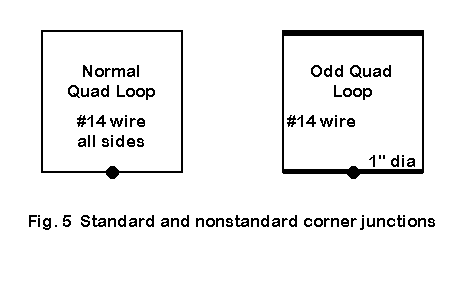 Normal
Quad Loop
#14 wire
all sides
Odd Quad
Loop
#14 wire
1" dia
Fig. 5 Standard and nonstandard corner junctions